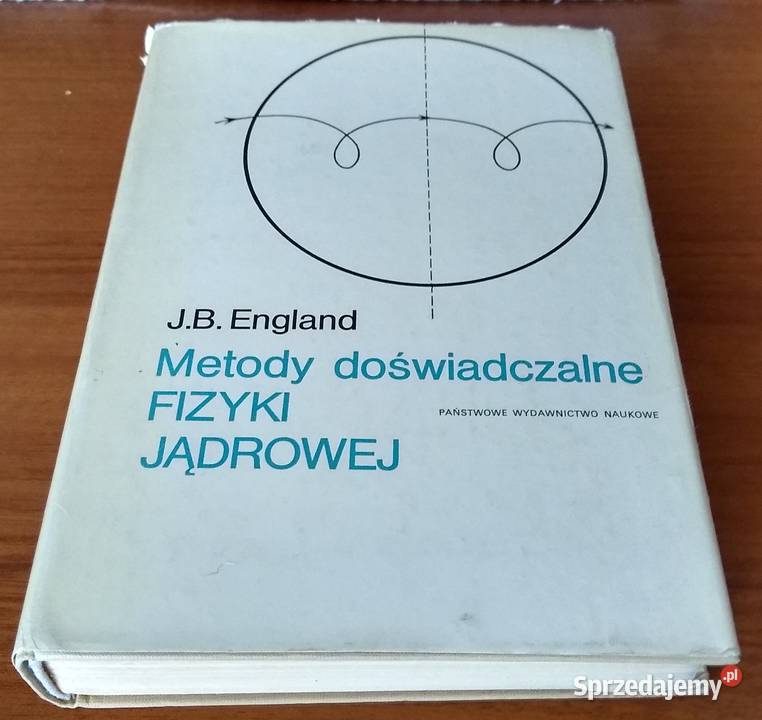 J.B. England
Metody doświadczalne
FIZYKI
PAŃSTWOWE WYDAWNICTWO NAUKOWE
JĄDROWEJ
Sprzedajemy.pl